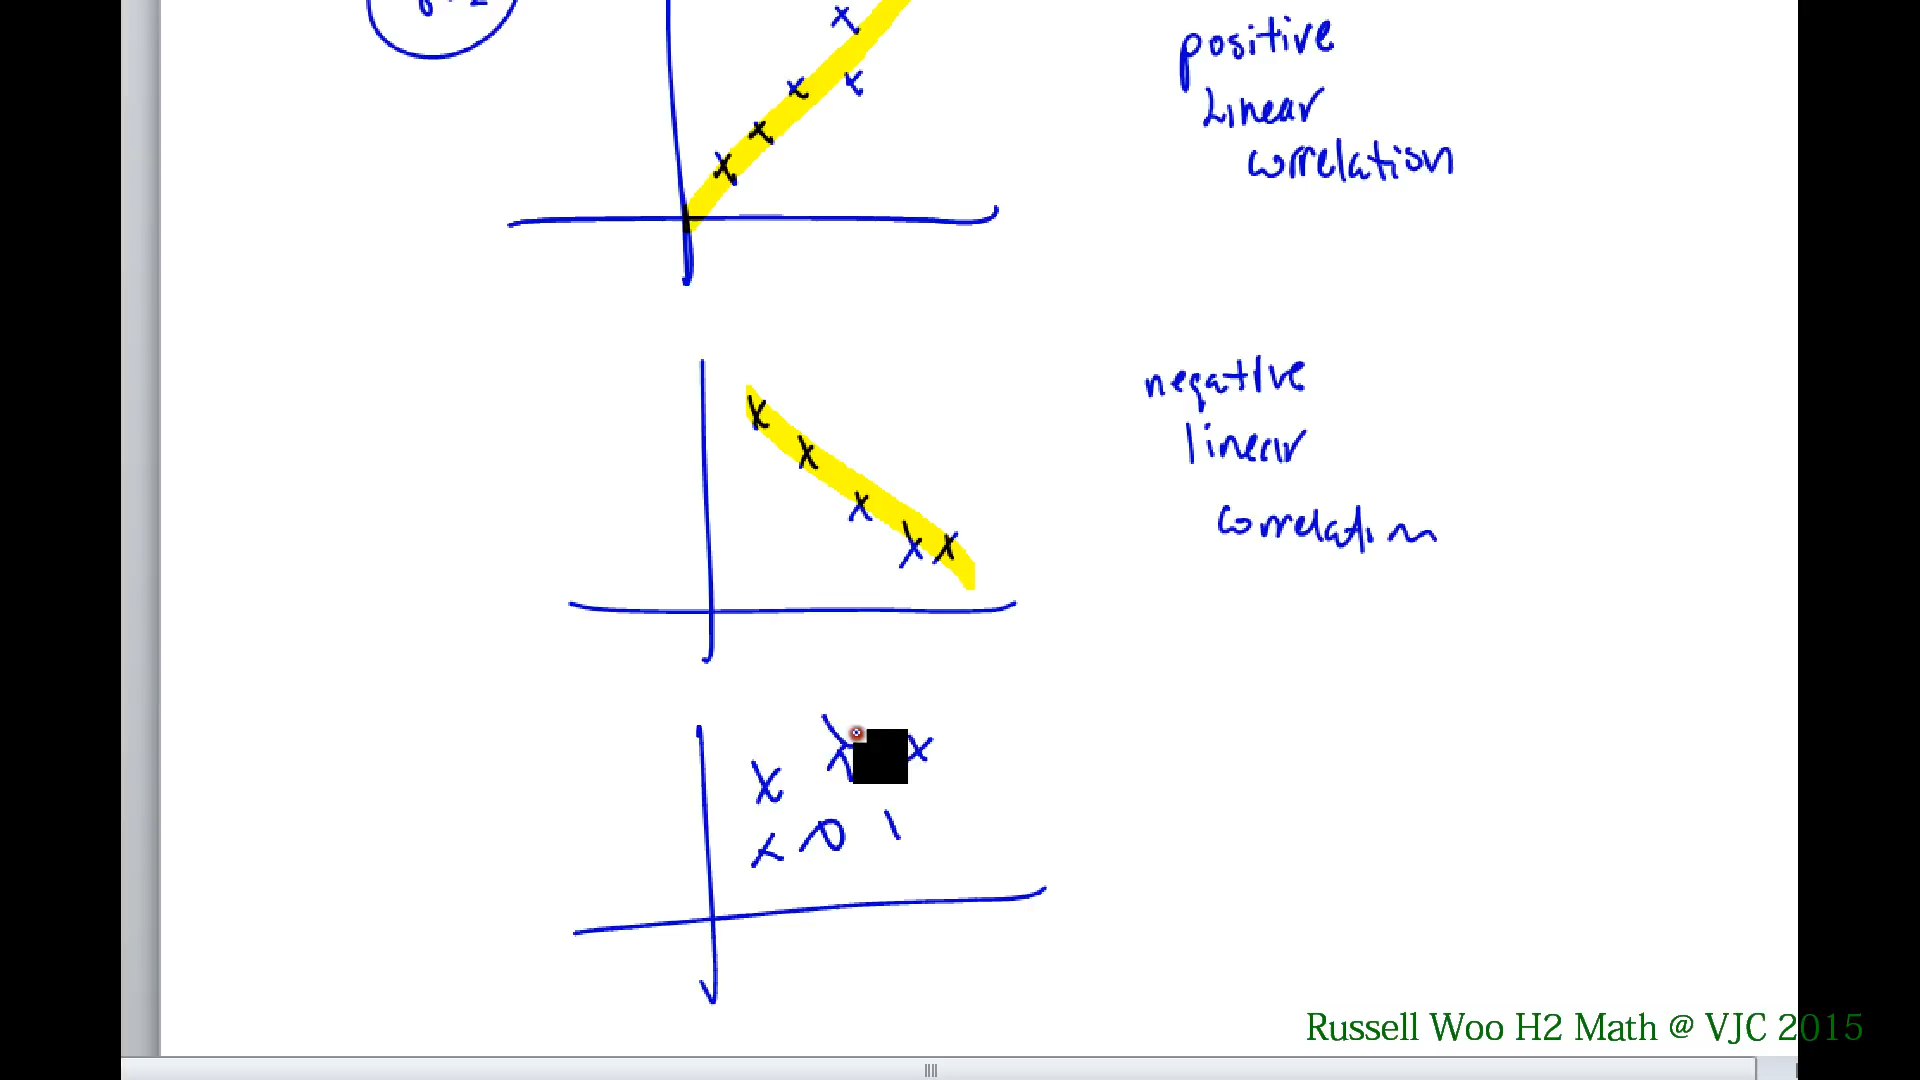 positive
Linear
correlation
negative
linear
correlation
Russell Woo H2 Math @ VJC 2015